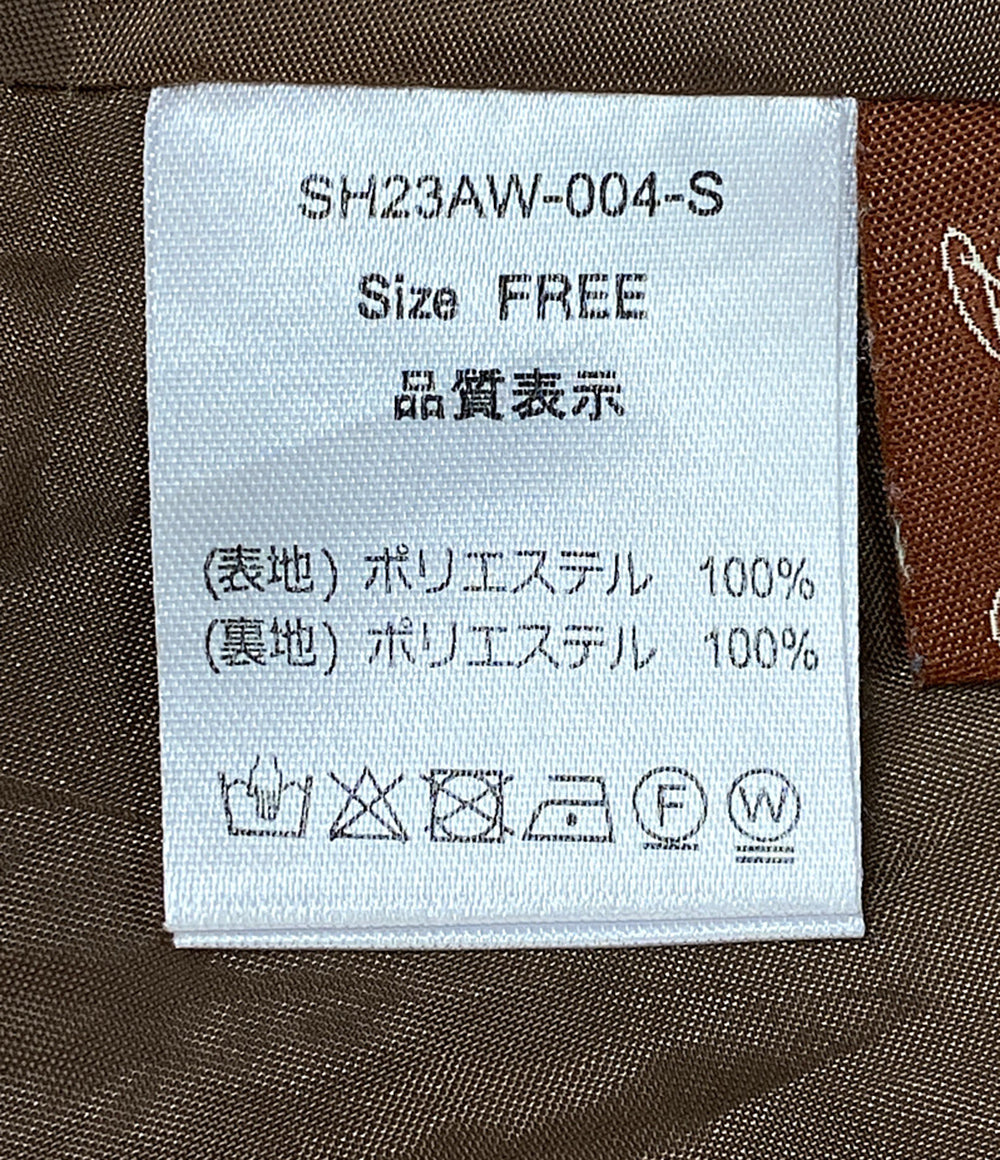 SH23AW-004-S
Size FREE
品質表示
(表地) ポリエステル 100%
(裏地) ポリエステル 100%
F W